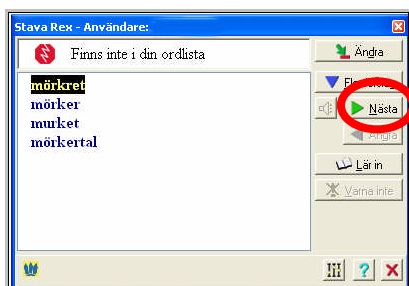 Stava Rex - Användare:
Finns inte i din ordlista
Ändra
mörkret
mörker
murket
mörkertal
Nästa
Ångra
Lär in
Varna inte